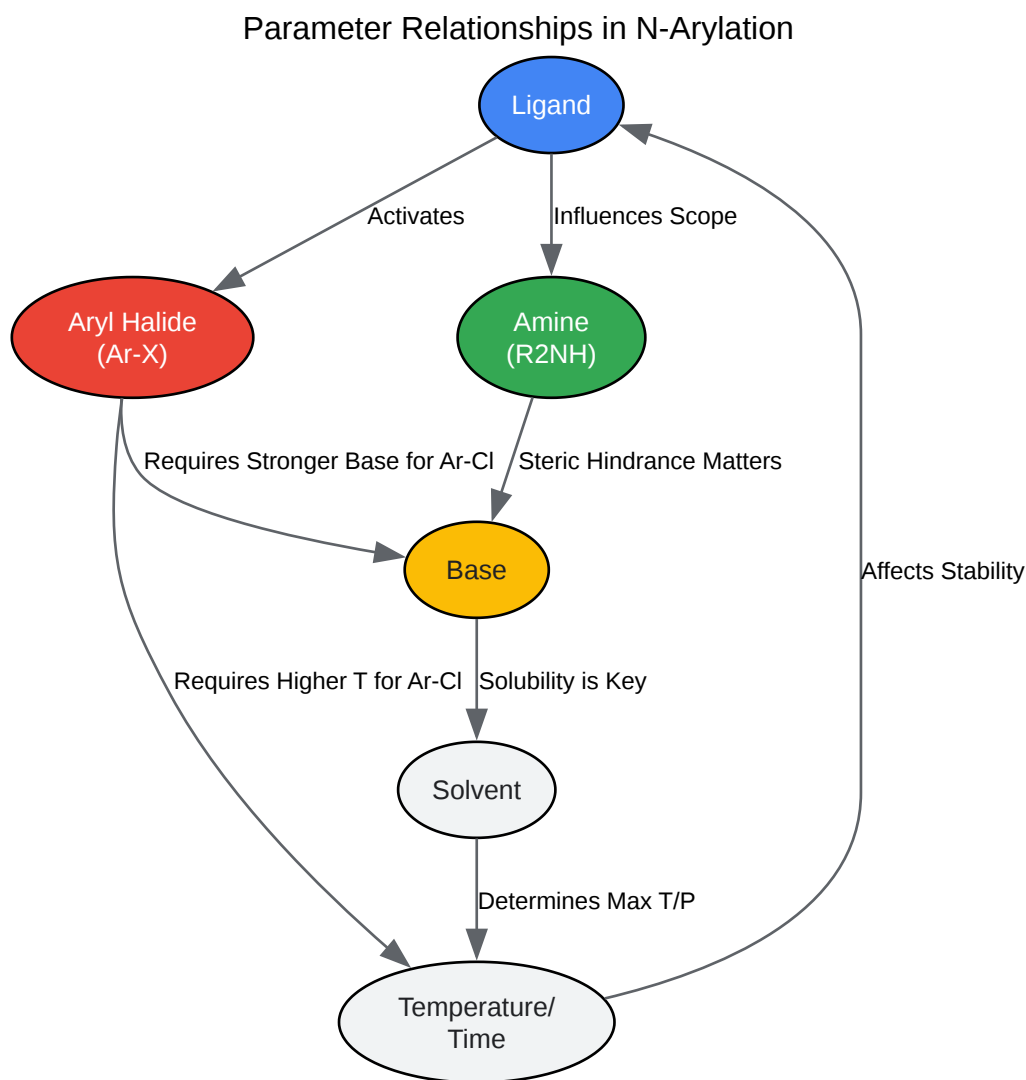 Parameter Relationships in N-Arylation
Ligand
Activates
Influences Scope
Aryl Halide
(Ar-X)
Amine
(R2NH)
Requires Stronger Base for Ar-Cl
Steric Hindrance Matters
Base
Affects Stability
Requires Higher T for Ar-Cl
Solubility is Key
Solvent
Determines Max T/P
Temperature/
Time